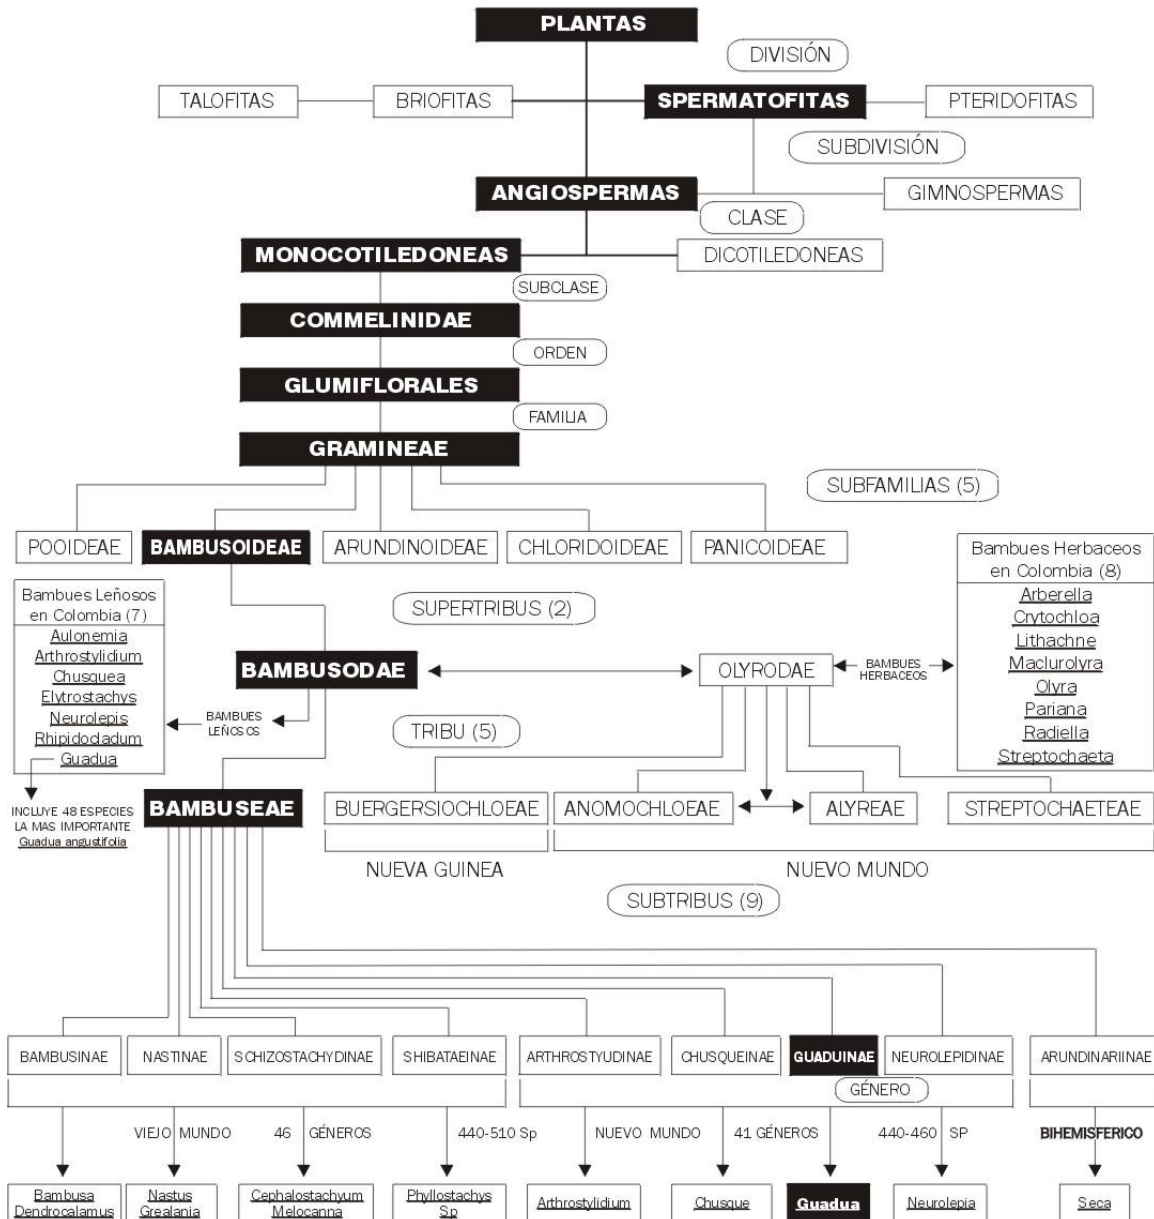 PLANTAS
DIVISIÓN
TALOFITAS
BRIOFITAS
SPERMATOFITAS
PTERIDOFITAS
SUBDIVISIÓN
ANGIOSPERMAS
GIMNOSPERMAS
CLASE
MONOCOTILEDONEAS
DICOTILEDONEAS
SUBCLASE
COMMELINIDAE
ORDEN
GLUMIFLORALES
FAMILIA
GRAMINEAE
SUBFAMILIAS (5)
POOIDEAE
BAMBUSOIDEAE
ARUNDINOIDEAE
CHLORIDOIDEAE
PANICOIDEAE
Bambues Herbaceos
en Colombia (8)
Arberella
Crytochloa
Lithachne
Maclurolyra
Olyra
Pariana
Radiella
Streptochaeta
Bambues Leñosos
en Colombia (7)
Aulonemia
Arthrostylidium
Chusquea
Elytrostachys
Neurolepis
Rhipidocladum
Guadua
SUPERTRIBUS (2)
BAMBUSODAE
OLYRODAE
BAMBUES
HERBACEOS
BAMBUES
LEÑOSOS
TRIBU (5)
INCLUYE 48 ESPECIES
LA MAS IMPORTANTE
Guadua angustifolia
BAMBUSEAE
BUERGERSIOCHLOEAE
ANOMOCHLOEAE
ALYREAE
STREPTOCHAETEAE
NUEVA GUINEA
NUEVO MUNDO
SUBTRIBUS (9)
BAMBUSINAE
NASTINAE
SCHIZOSTACHYDINAE
SHIBATAEINAE
ARTHROSTYUDINAE
CHUSQUEINAE
GUADUINAE
NEUROLEPIDINAE
ARUNDINARIINAE
GÉNERO
VIEJO MUNDO
46 GÉNEROS
440-510 Sp
NUEVO MUNDO
41 GÉNEROS
440-460 SP
BIHEMISFERICO
Bambusa
Dendrocalamus
Nastus
Grealania
Cephalostachyum
Melocanna
Phyllostachys
Sp
Arthrostylidium
Chusque
Guadua
Neurolepia
Seca